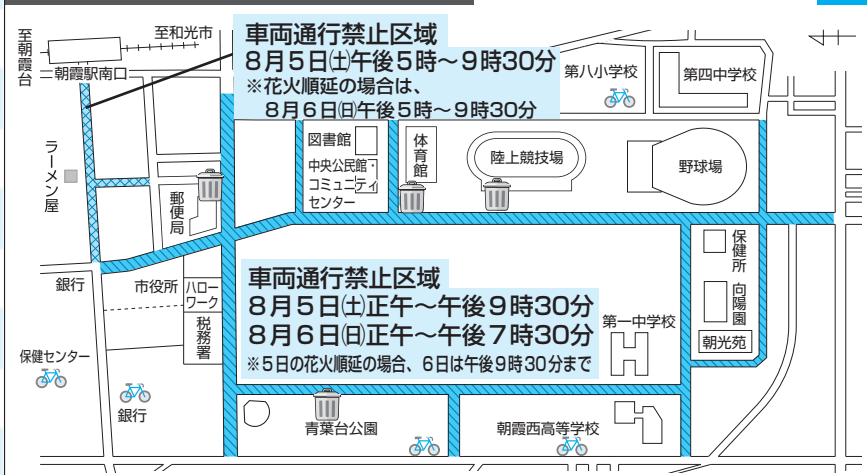 至和光市
至朝霞台
朝霞駅南口
車両通行禁止区域
8月5日㈯午後5時～9時30分
※花火順延の場合は、
8月6日㈰午後5時～9時30分
第八小学校
第四中学校
ラーメン屋
郵便局
図書館
中央公民館・
コミュニティ
センター
体育館
陸上競技場
野球場
銀行
市役所
ハロー
ワーク
税務署
車両通行禁止区域
8月5日㈯正午～午後9時30分
8月6日㈰正午～午後7時30分
※5日の花火順延の場合、6日は午後9時30分まで
第一中学校
保健所
向陽園
朝光苑
保健センター
銀行
青葉台公園
朝霞西高等学校